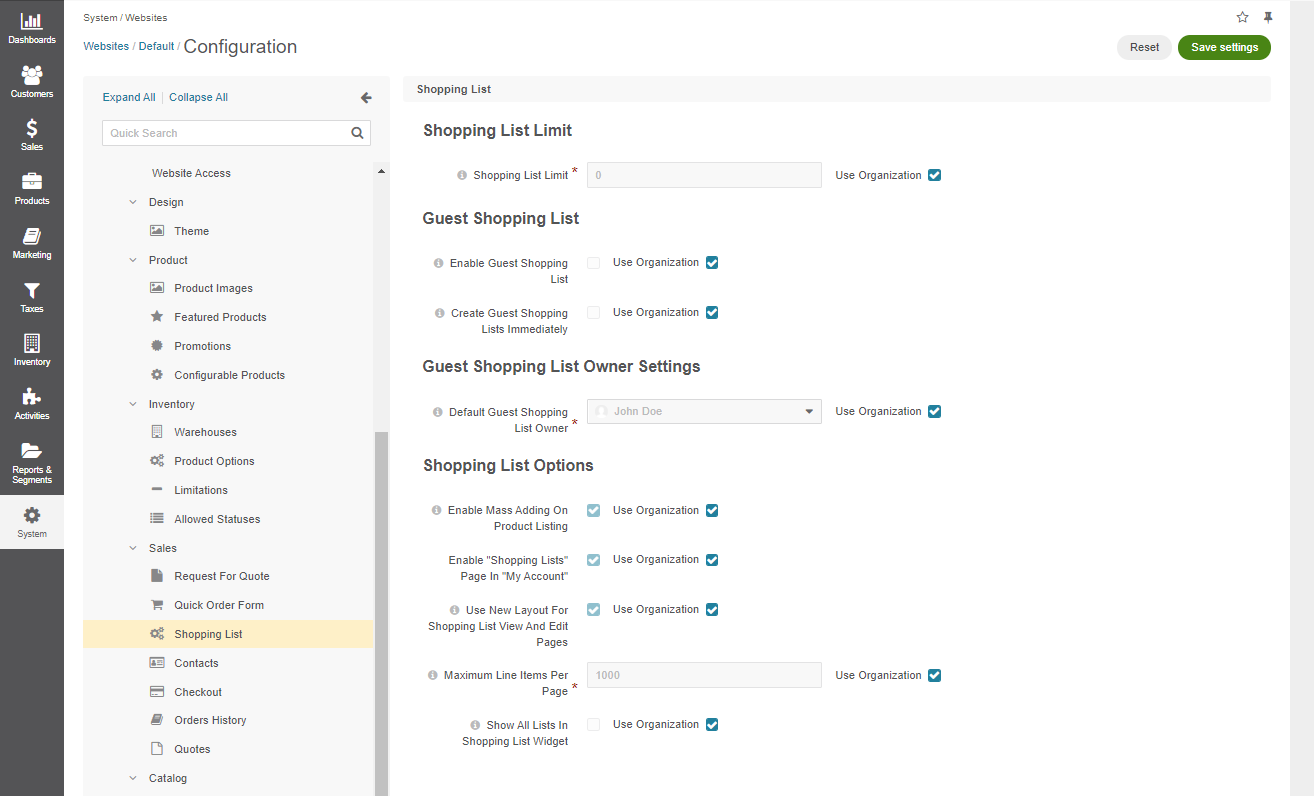 Dashboards
Customers
Sales
Products
Marketing
Taxes
Inventory
Activities
Reports &
Segments
System
System / Websites
Websites / Default / Configuration
Reset
Save settings
Expand All
Collapse All
Quick Search
Website Access
Design
Theme
Product
Product Images
Featured Products
Promotions
Configurable Products
Inventory
Warehouses
Product Options
Limitations
Allowed Statuses
Sales
Request For Quote
Quick Order Form
Shopping List
Contacts
Checkout
Orders History
Quotes
Catalog
Shopping List
Shopping List Limit
Shopping List Limit *
0
Use Organization
Guest Shopping List
Enable Guest Shopping
List
Use Organization
Create Guest Shopping
Lists Immediately
Use Organization
Guest Shopping List Owner Settings
Default Guest Shopping
List Owner *
John Doe
Use Organization
Shopping List Options
Enable Mass Adding On
Product Listing
Use Organization
Enable "Shopping Lists"
Page In "My Account"
Use Organization
Use New Layout For
Shopping List View And Edit
Pages
Use Organization
Maximum Line Items Per
Page *
1000
Use Organization
Show All Lists In
Shopping List Widget
Use Organization